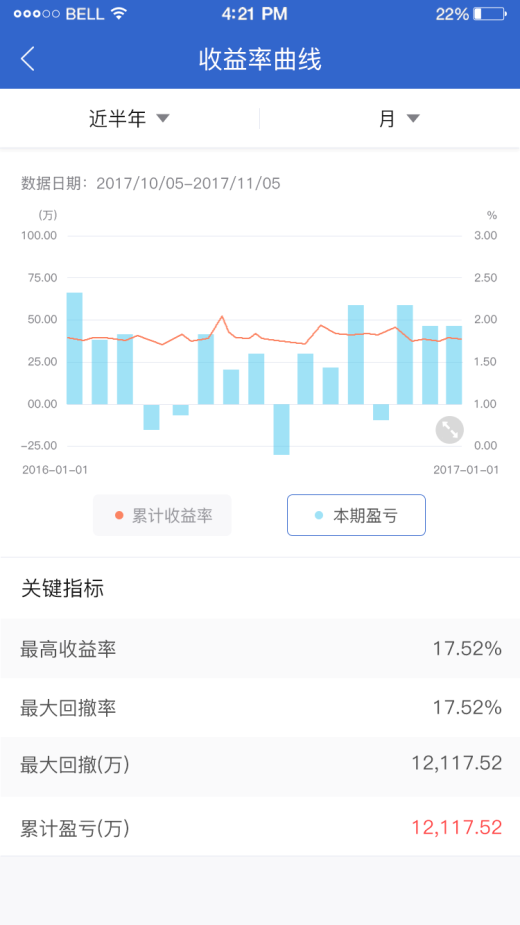 BELL 4:21 PM 22%
收益率曲线
近半年 月
数据日期：2017/10/05-2017/11/05
(万) %
100.00 3.00
75.00 2.50
50.00 2.00
25.00 1.50
00.00 1.00
-25.00 0.00
2016-01-01 2017-01-01
累计收益率 本期盈亏
关键指标
最高收益率 17.52%
最大回撤率 17.52%
最大回撤(万) 12,117.52
累计盈亏(万) 12,117.52